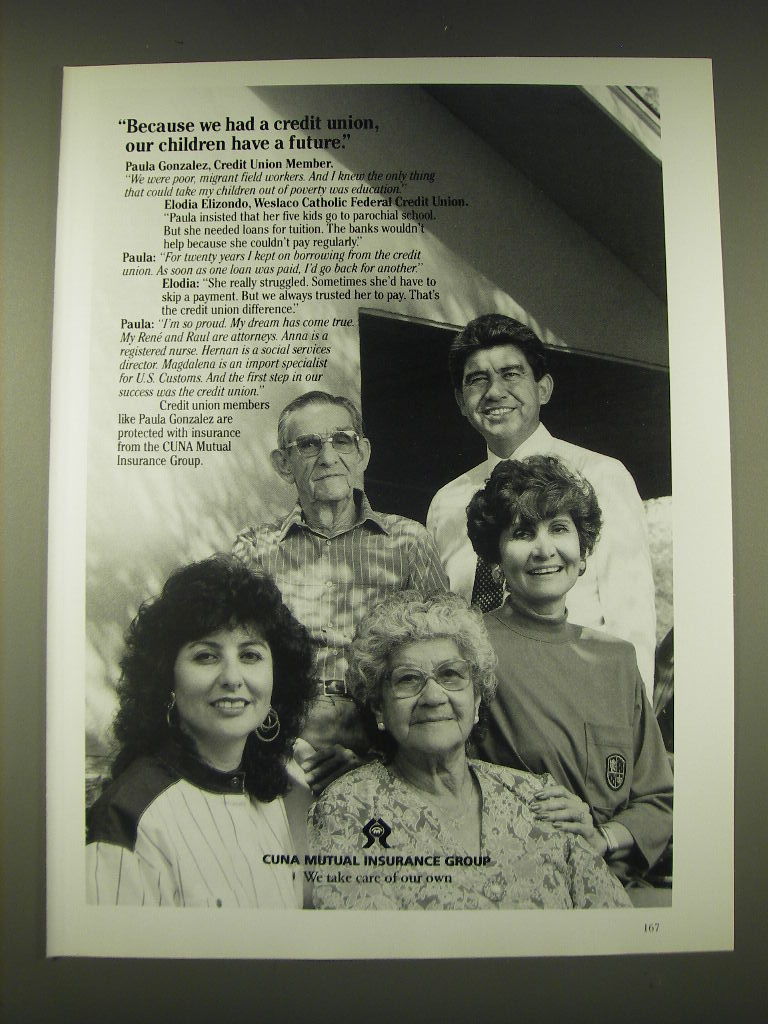 “Because we had a credit union,
our children have a future.”
Paula Gonzalez, Credit Union Member.
“We were poor, migrant field workers. And I knew the only thing
that could take my children out of poverty was education.”
Elodia Elizondo, Weslaco Catholic Federal Credit Union.
“Paula insisted that her five kids go to parochial school.
But she needed loans for tuition. The banks wouldn’t
help because she couldn’t pay regularly.”
Paula: “For twenty years I kept on borrowing from the credit
union. As soon as one loan was paid, I’d go back for another.”
Elodia: “She really struggled. Sometimes she’d have to
skip a payment. But we always trusted her to pay. That’s
the credit union difference.”
Paula: “I’m so proud. My dream has come true.
My René and Raul are attorneys. Anna is a
registered nurse. Hernan is a social services
director. Magdalena is an import specialist
for U.S. Customs. And the first step in our
success was the credit union.”
Credit union members
like Paula Gonzalez are
protected with insurance
from the CUNA Mutual
Insurance Group.
CUNA MUTUAL INSURANCE GROUP
We take care of our own
167